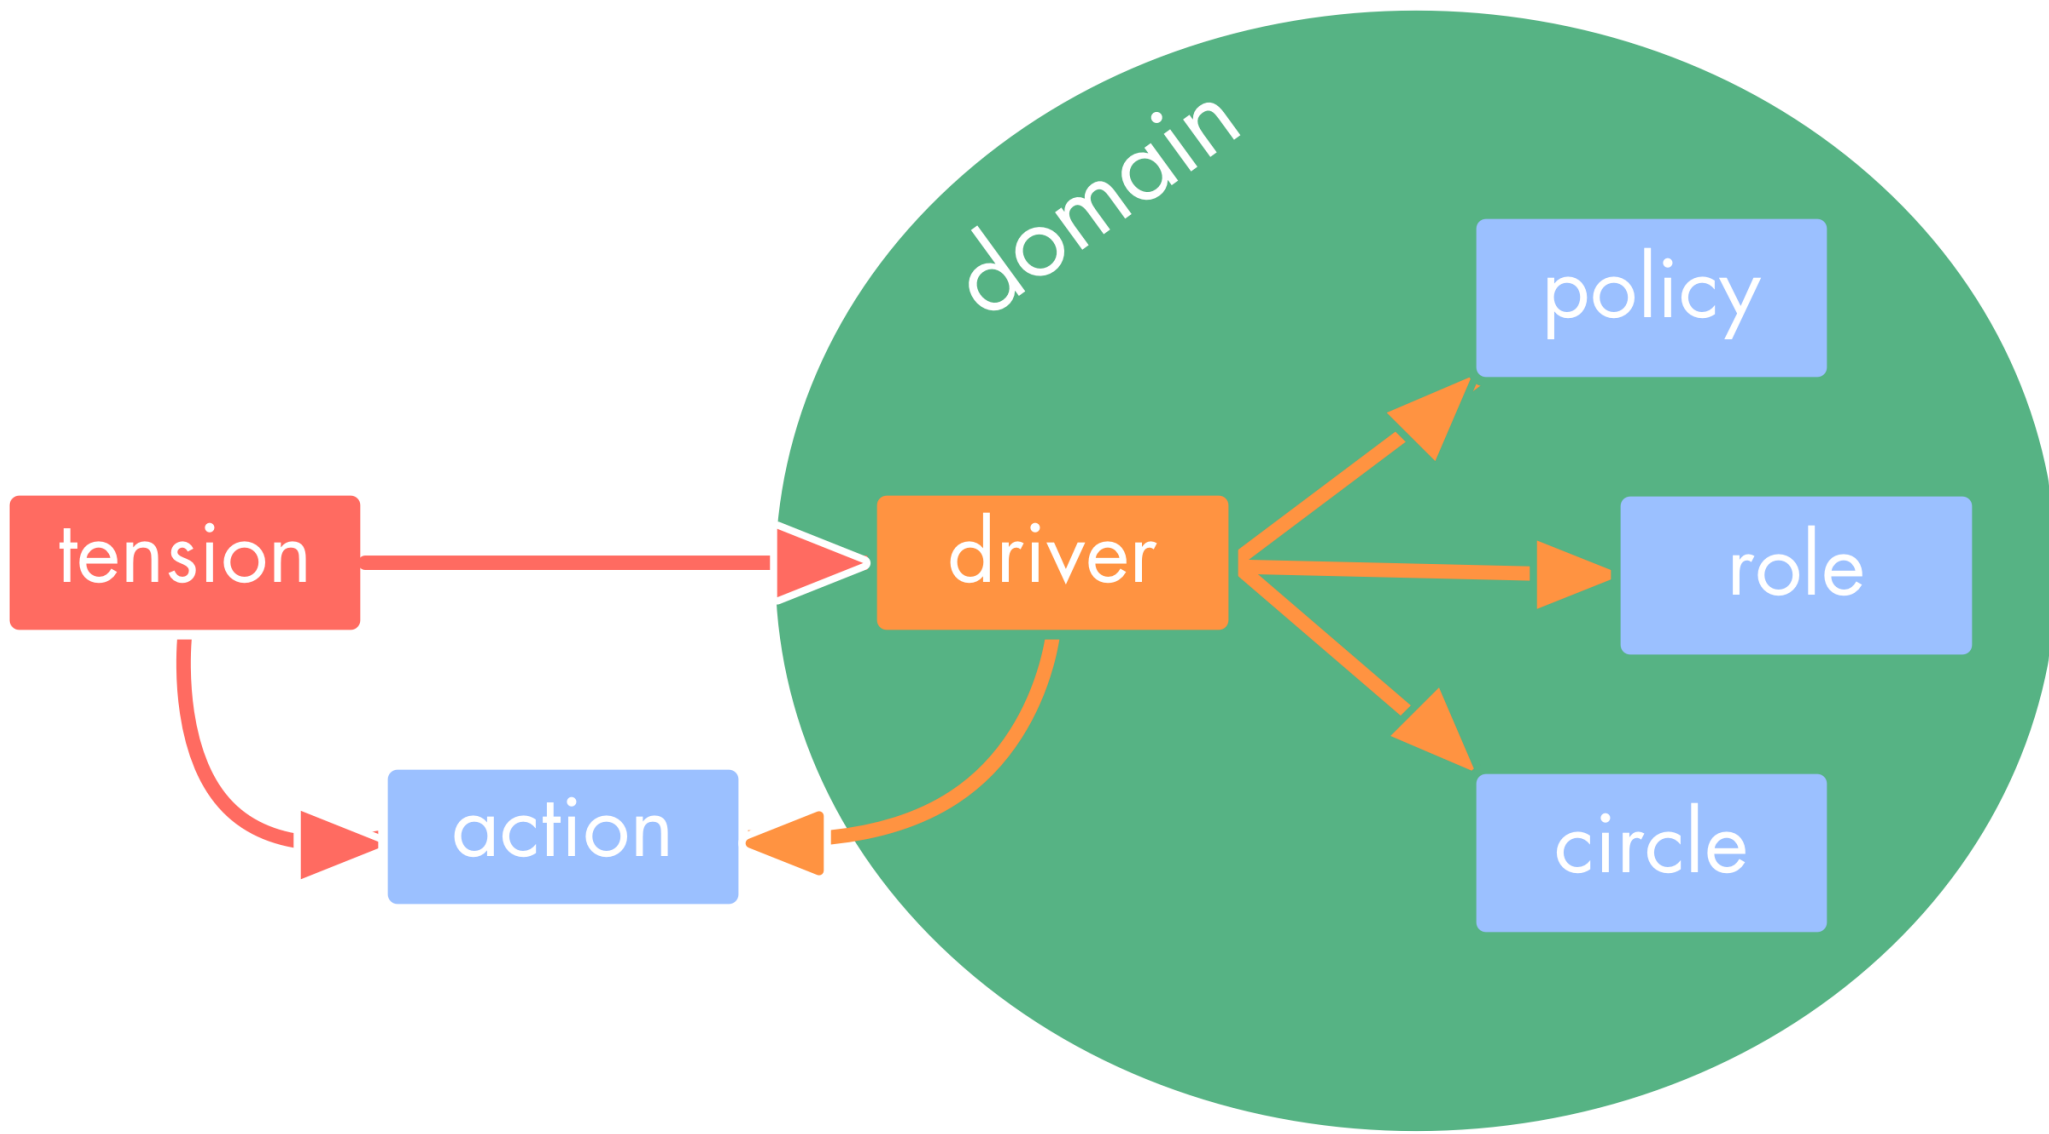 domain
policy
tension
driver
role
action
circle